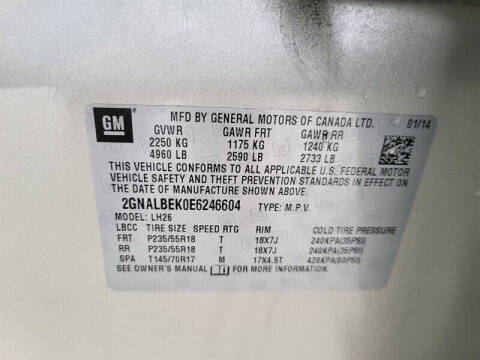 GM
MFD BY GENERAL MOTORS OF CANADA LTD. 01/14
GVWR GAWR FRT GAWR RR
2250 KG 1175 KG 1240 KG
4960 LB 2590 LB 2733 LB
THIS VEHICLE CONFORMS TO ALL APPLICABLE U.S. FEDERAL MOTOR
VEHICLE SAFETY AND THEFT PREVENTION STANDARDS IN EFFECT ON
THE DATE OF MANUFACTURE SHOWN ABOVE.
2GNALBEK0E6246604 TYPE: M.P.V.
MODEL: LH26
LBCC TIRE SIZE SPEED RTG RIM COLD TIRE PRESSURE
FRT P235/55R18 T 18X7J 240KPA(35PSI)
RR P235/55R18 T 18X7J 240KPA(35PSI)
SPA T145/70R17 M 17X4.5T 420KPA(60PSI)
SEE OWNER'S MANUAL FOR MORE INFORMATION